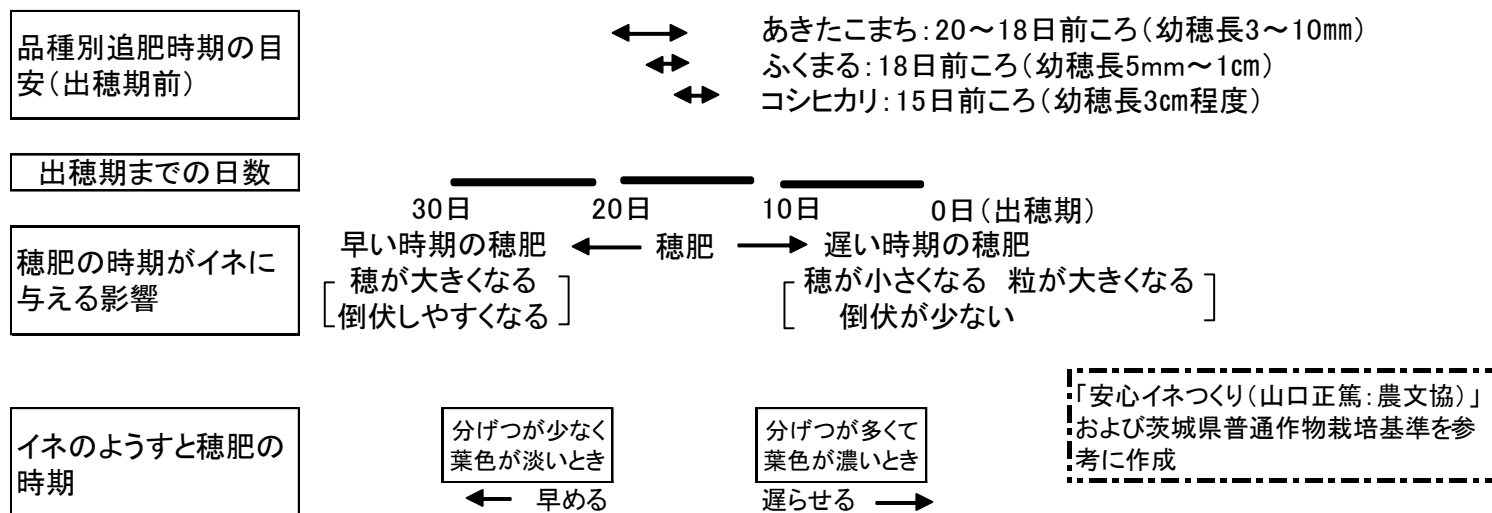 品種別追肥時期の目
安(出穂期前)
あきたこまち:20～18日前ころ(幼穂長3～10㎜)
ふくまる:18日前ころ(幼穂長5mm～1㎝)
コシヒカリ:15日前ころ(幼穂長3㎝程度)
出穂期までの日数
30日 20日 10日 0日(出穂期)
穂肥の時期がイネに
与える影響
早い時期の穂肥 穂肥 遅い時期の穂肥
穂が大きくなる 穂が小さくなる 粒が大きくなる
倒伏しやすくなる 倒伏が少ない
イネのようすと穂肥の
時期
分げつが少なく
葉色が淡いとき
早める
分げつが多くて
葉色が濃いとき
遅らせる
「安心イネつくり(山口正篤:農文協)」
および茨城県普通作物栽培基準を参
考に作成